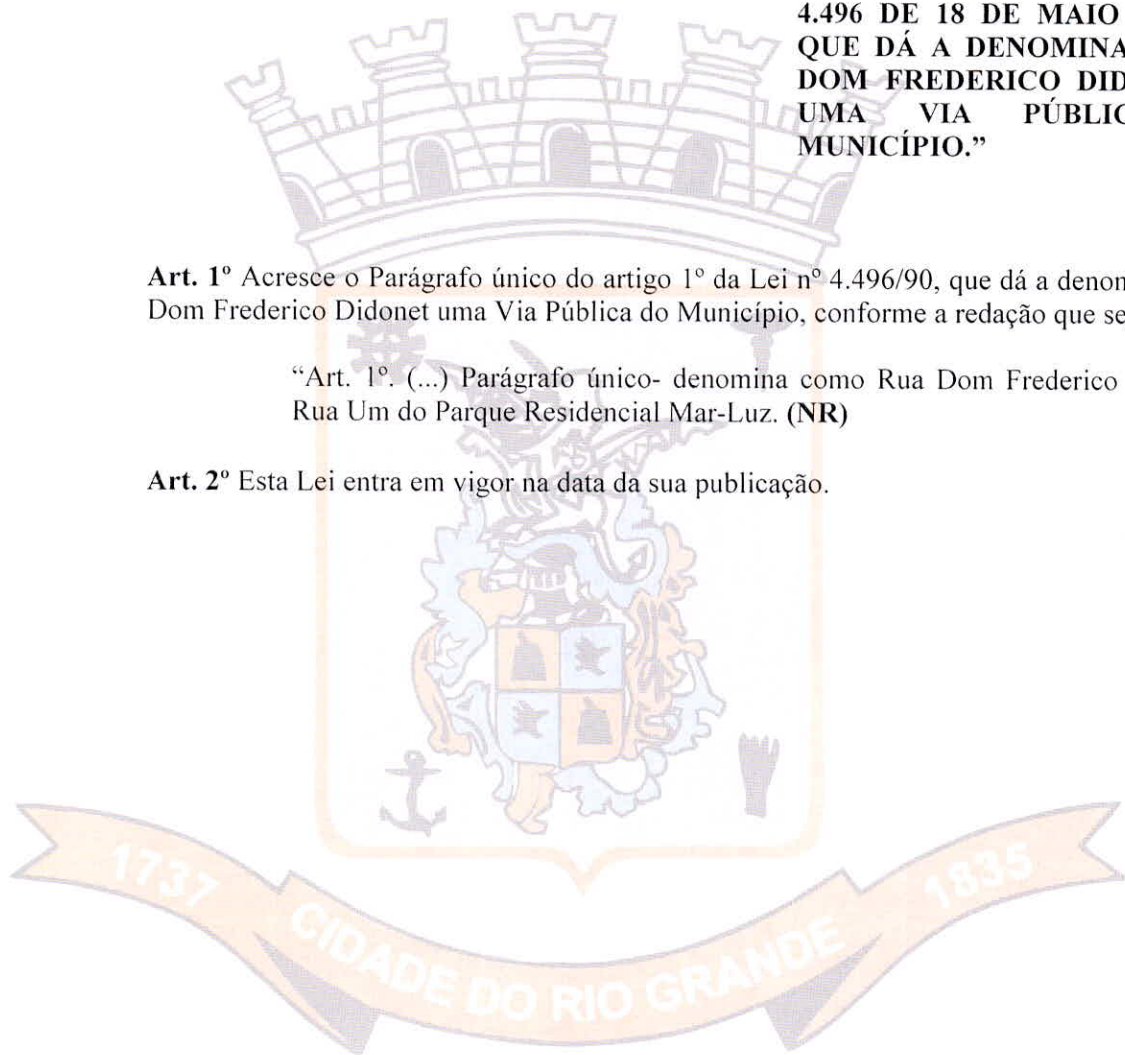 4.496 DE 18 DE MAIO
QUE DÁ A DENOMINA
DOM FREDERICO DID
UMA VIA PÚBLIC
MUNICÍPIO.”
Art. 1º Acresce o Parágrafo único do artigo 1º da Lei nº 4.496/90, que dá a denor
Dom Frederico Didonet uma Via Pública do Município, conforme a redação que se
“Art. 1º. (...) Parágrafo único- denomina como Rua Dom Frederico
Rua Um do Parque Residencial Mar-Luz. (NR)
Art. 2º Esta Lei entra em vigor na data da sua publicação.
1737 CIDADE DO RIO GRANDE 1835